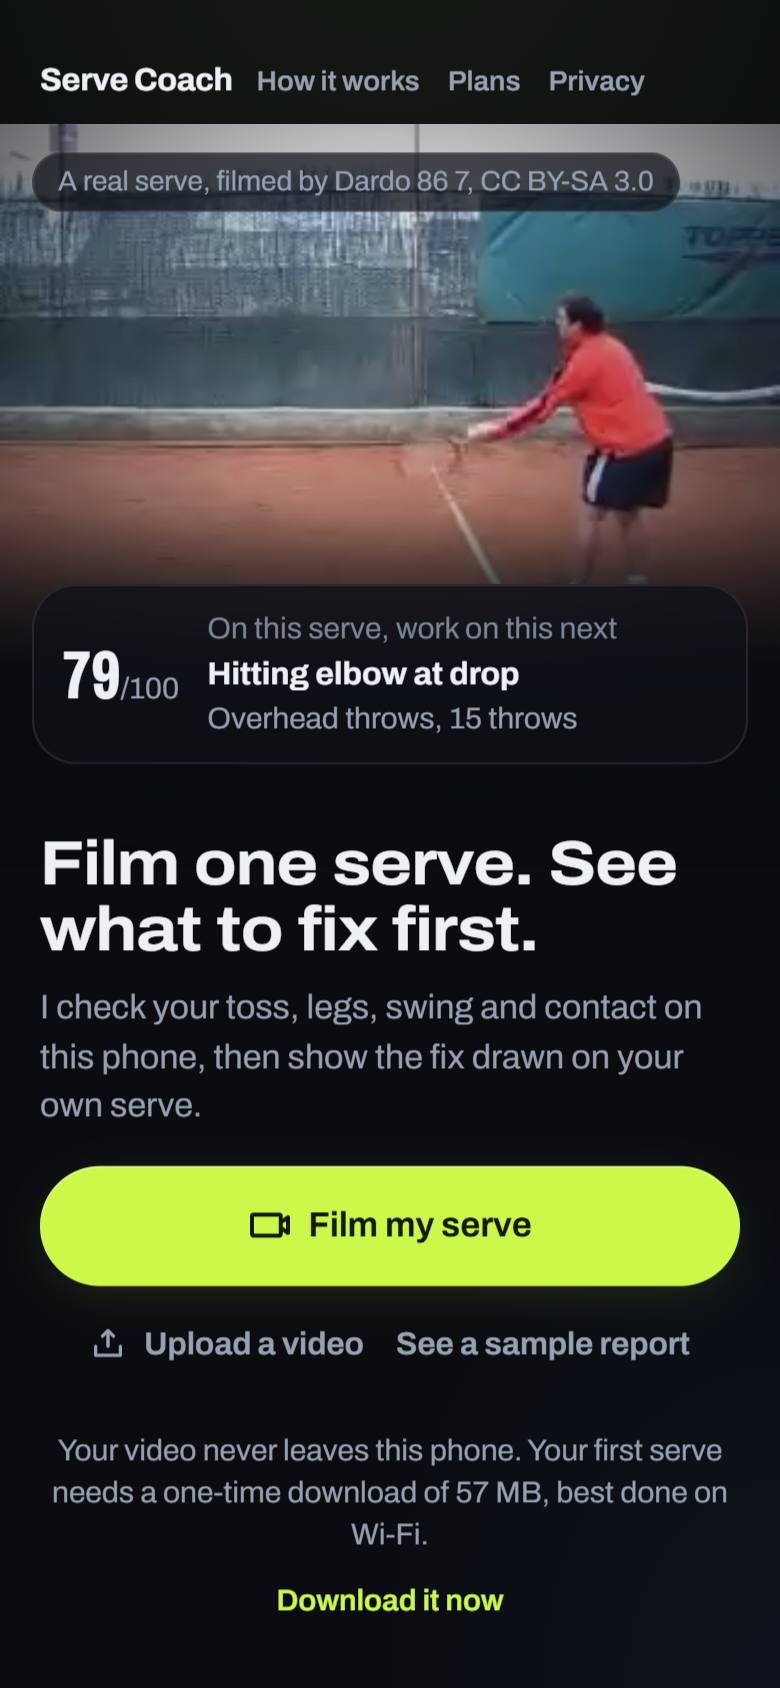 Serve Coach How it works Plans Privacy
A real serve, filmed by Dardo 86 7, CC BY-SA 3.0
79/100
On this serve, work on this next
Hitting elbow at drop
Overhead throws, 15 throws
Film one serve. See
what to fix first.
I check your toss, legs, swing and contact on
this phone, then show the fix drawn on your
own serve.
Film my serve
Upload a video See a sample report
Your video never leaves this phone. Your first serve
needs a one-time download of 57 MB, best done on
Wi-Fi.
Download it now